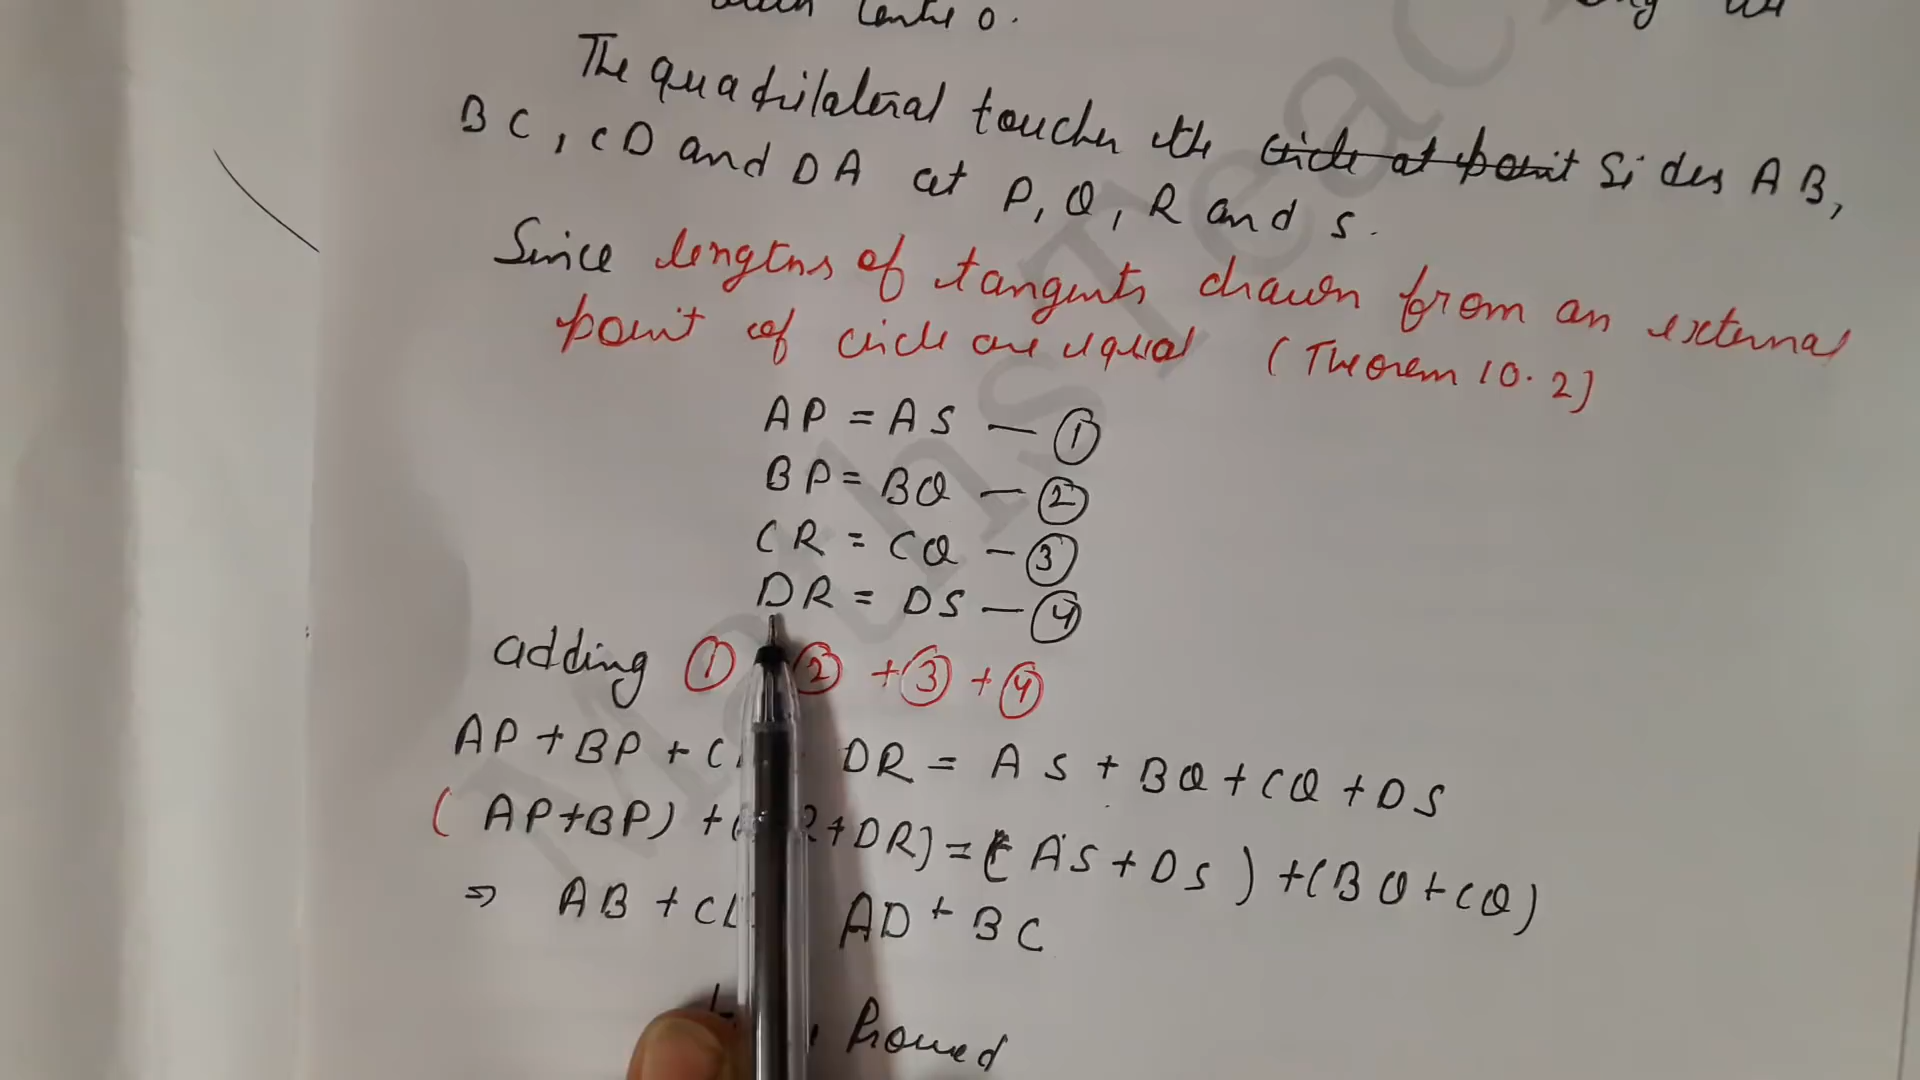 Centre O.
The quadrilateral touches the circle at point Sides AB,
BC, CD and DA at P, Q, R and S.
Since lengths of tangents drawn from an external
point of circle are equal (Theorem 10.2)
AP = AS — ①
BP = BQ — ②
CR = CQ — ③
DR = DS — ④
adding ① ② + ③ + ④
AP + BP + C DR = AS + BQ + CQ + DS
(AP+BP) + ( R+DR) = (AS + DS) + (BQ + CQ)
⇒ AB + C AD + BC
Proved
Maths Teac